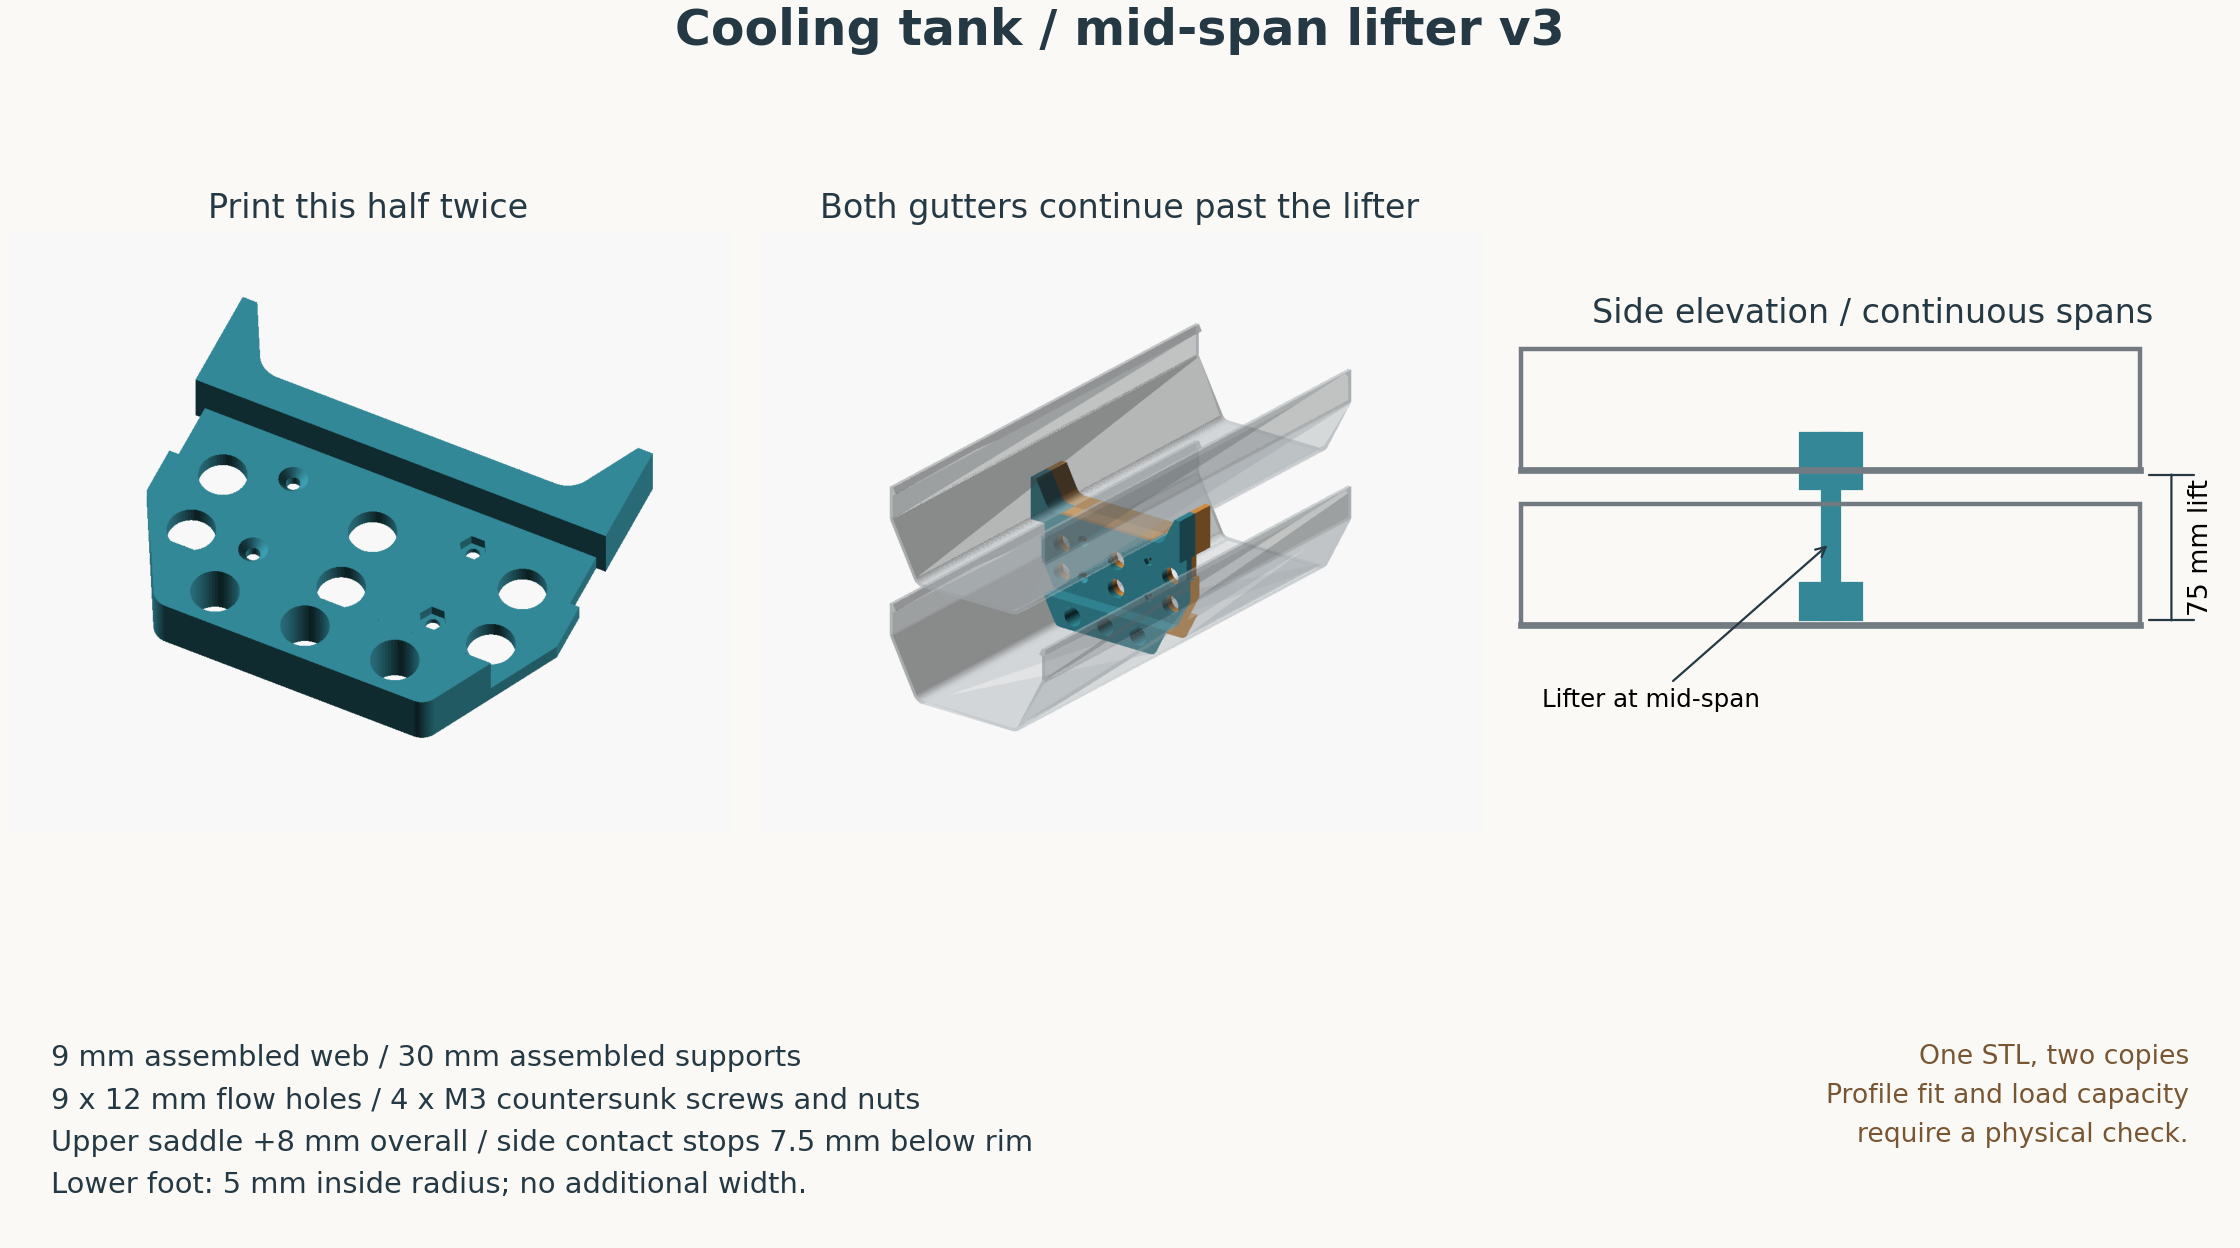 Cooling tank / mid-span lifter v3
Print this half twice
Both gutters continue past the lifter
Side elevation / continuous spans
75 mm lift
Lifter at mid-span
9 mm assembled web / 30 mm assembled supports
9 x 12 mm flow holes / 4 x M3 countersunk screws and nuts
Upper saddle +8 mm overall / side contact stops 7.5 mm below rim
Lower foot: 5 mm inside radius; no additional width.
One STL, two copies
Profile fit and load capacity
require a physical check.